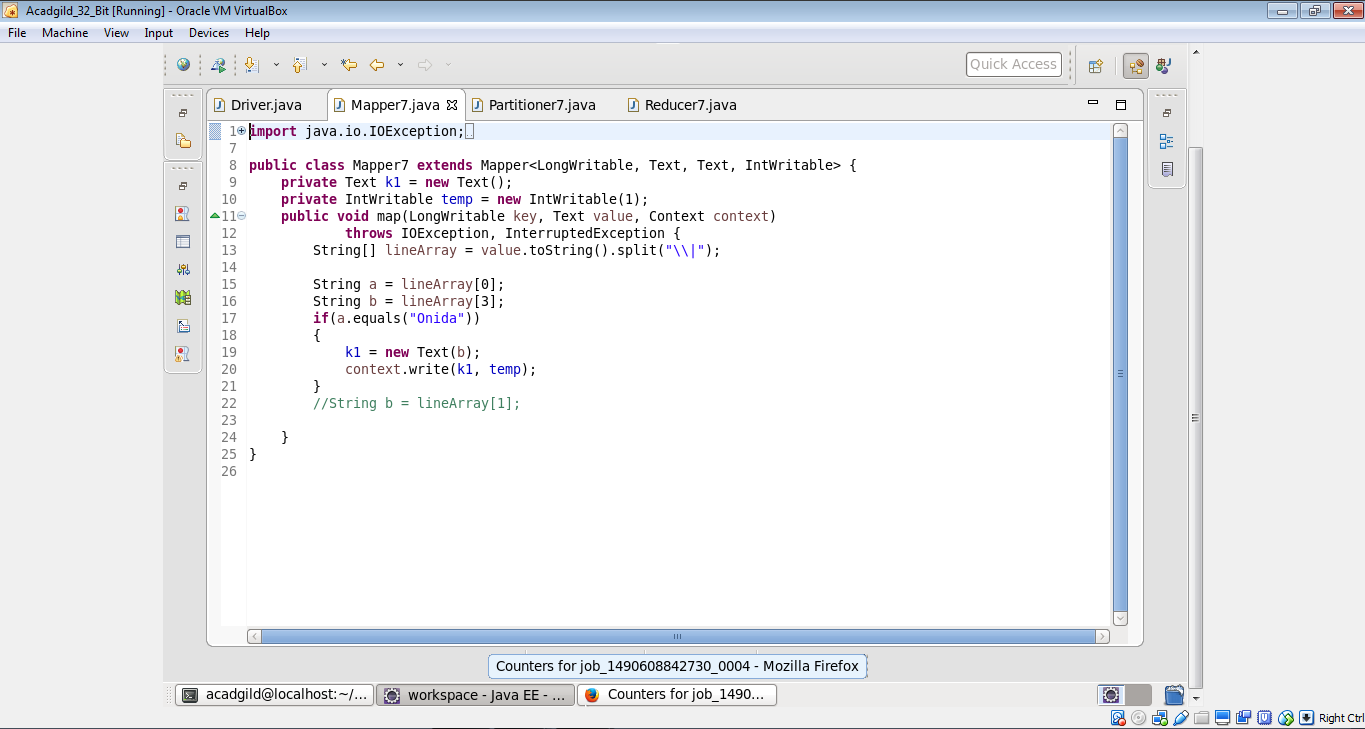 Acadgild_32_Bit [Running] - Oracle VM VirtualBox
File Machine View Input Devices Help
Quick Access
Driver.java Mapper7.java Partitioner7.java Reducer7.java
1 import java.io.IOException;
7
8 public class Mapper7 extends Mapper<LongWritable, Text, Text, IntWritable> {
9 private Text k1 = new Text();
10 private IntWritable temp = new IntWritable(1);
11 public void map(LongWritable key, Text value, Context context)
12 throws IOException, InterruptedException {
13 String[] lineArray = value.toString().split("\\|");
14
15 String a = lineArray[0];
16 String b = lineArray[3];
17 if(a.equals("Onida"))
18 {
19 k1 = new Text(b);
20 context.write(k1, temp);
21 }
22 //String b = lineArray[1];
23
24 }
25 }
26
Counters for job_1490608842730_0004 - Mozilla Firefox
acadgild@localhost:~/... workspace - Java EE - ... Counters for job_1490...
Right Ctrl